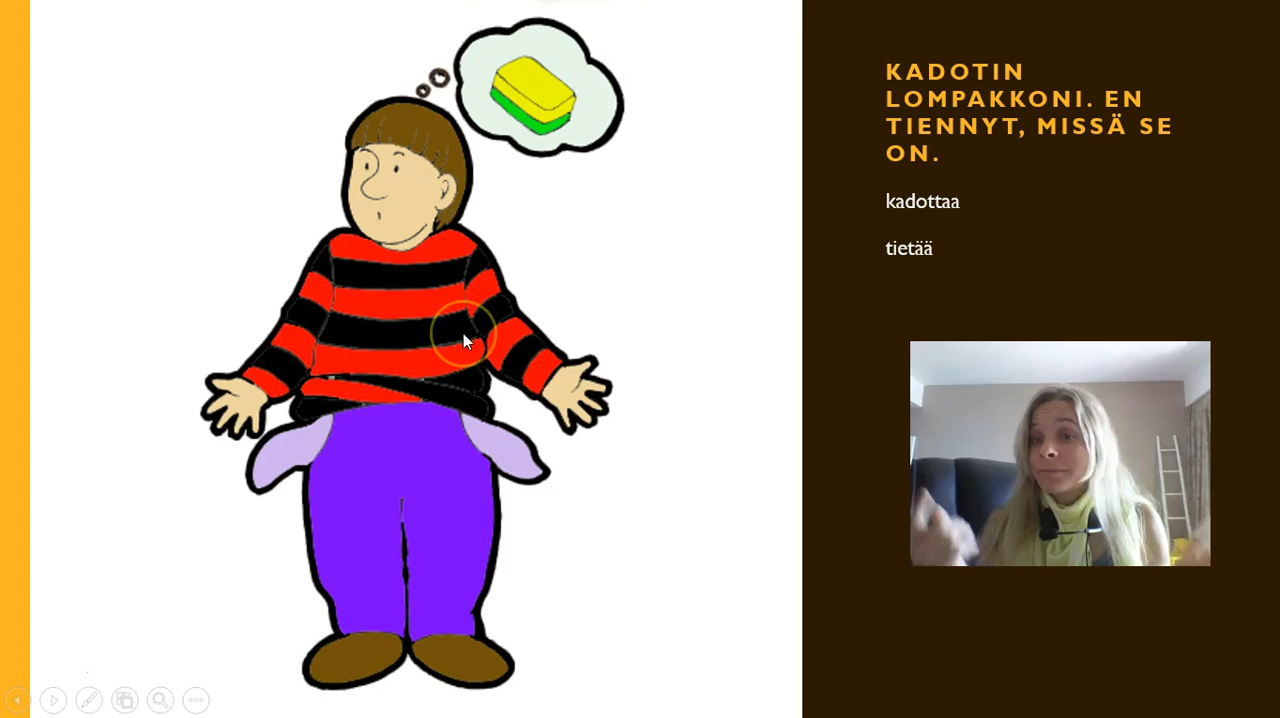 KADOTIN
LOMPAKKONI. EN
TIENNYT, MISSÄ SE
ON.
kadottaa
tietää